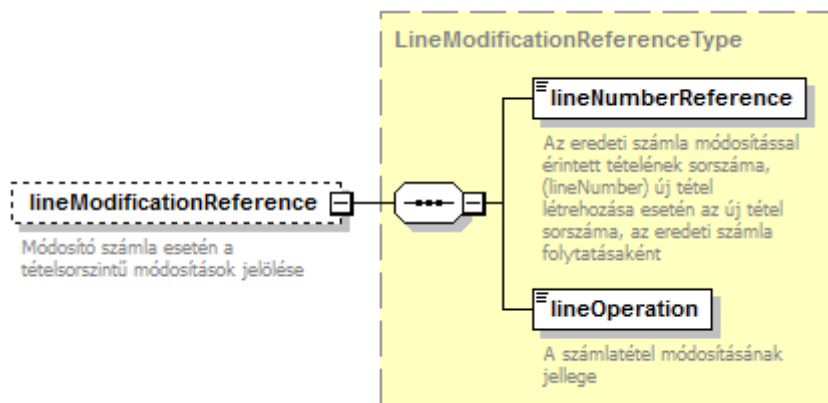 LineModificationReferenceType
lineNumberReference
Az eredeti számla módosítással
érintett tételének sorszáma,
(lineNumber) új tétel
létrehozása esetén az új tétel
sorszáma, az eredeti számla
folytatásaként
lineModificationReference
Módosító számla esetén a
tételsorszintű módosítások jelölése
lineOperation
A számlatétel módosításának
jellege